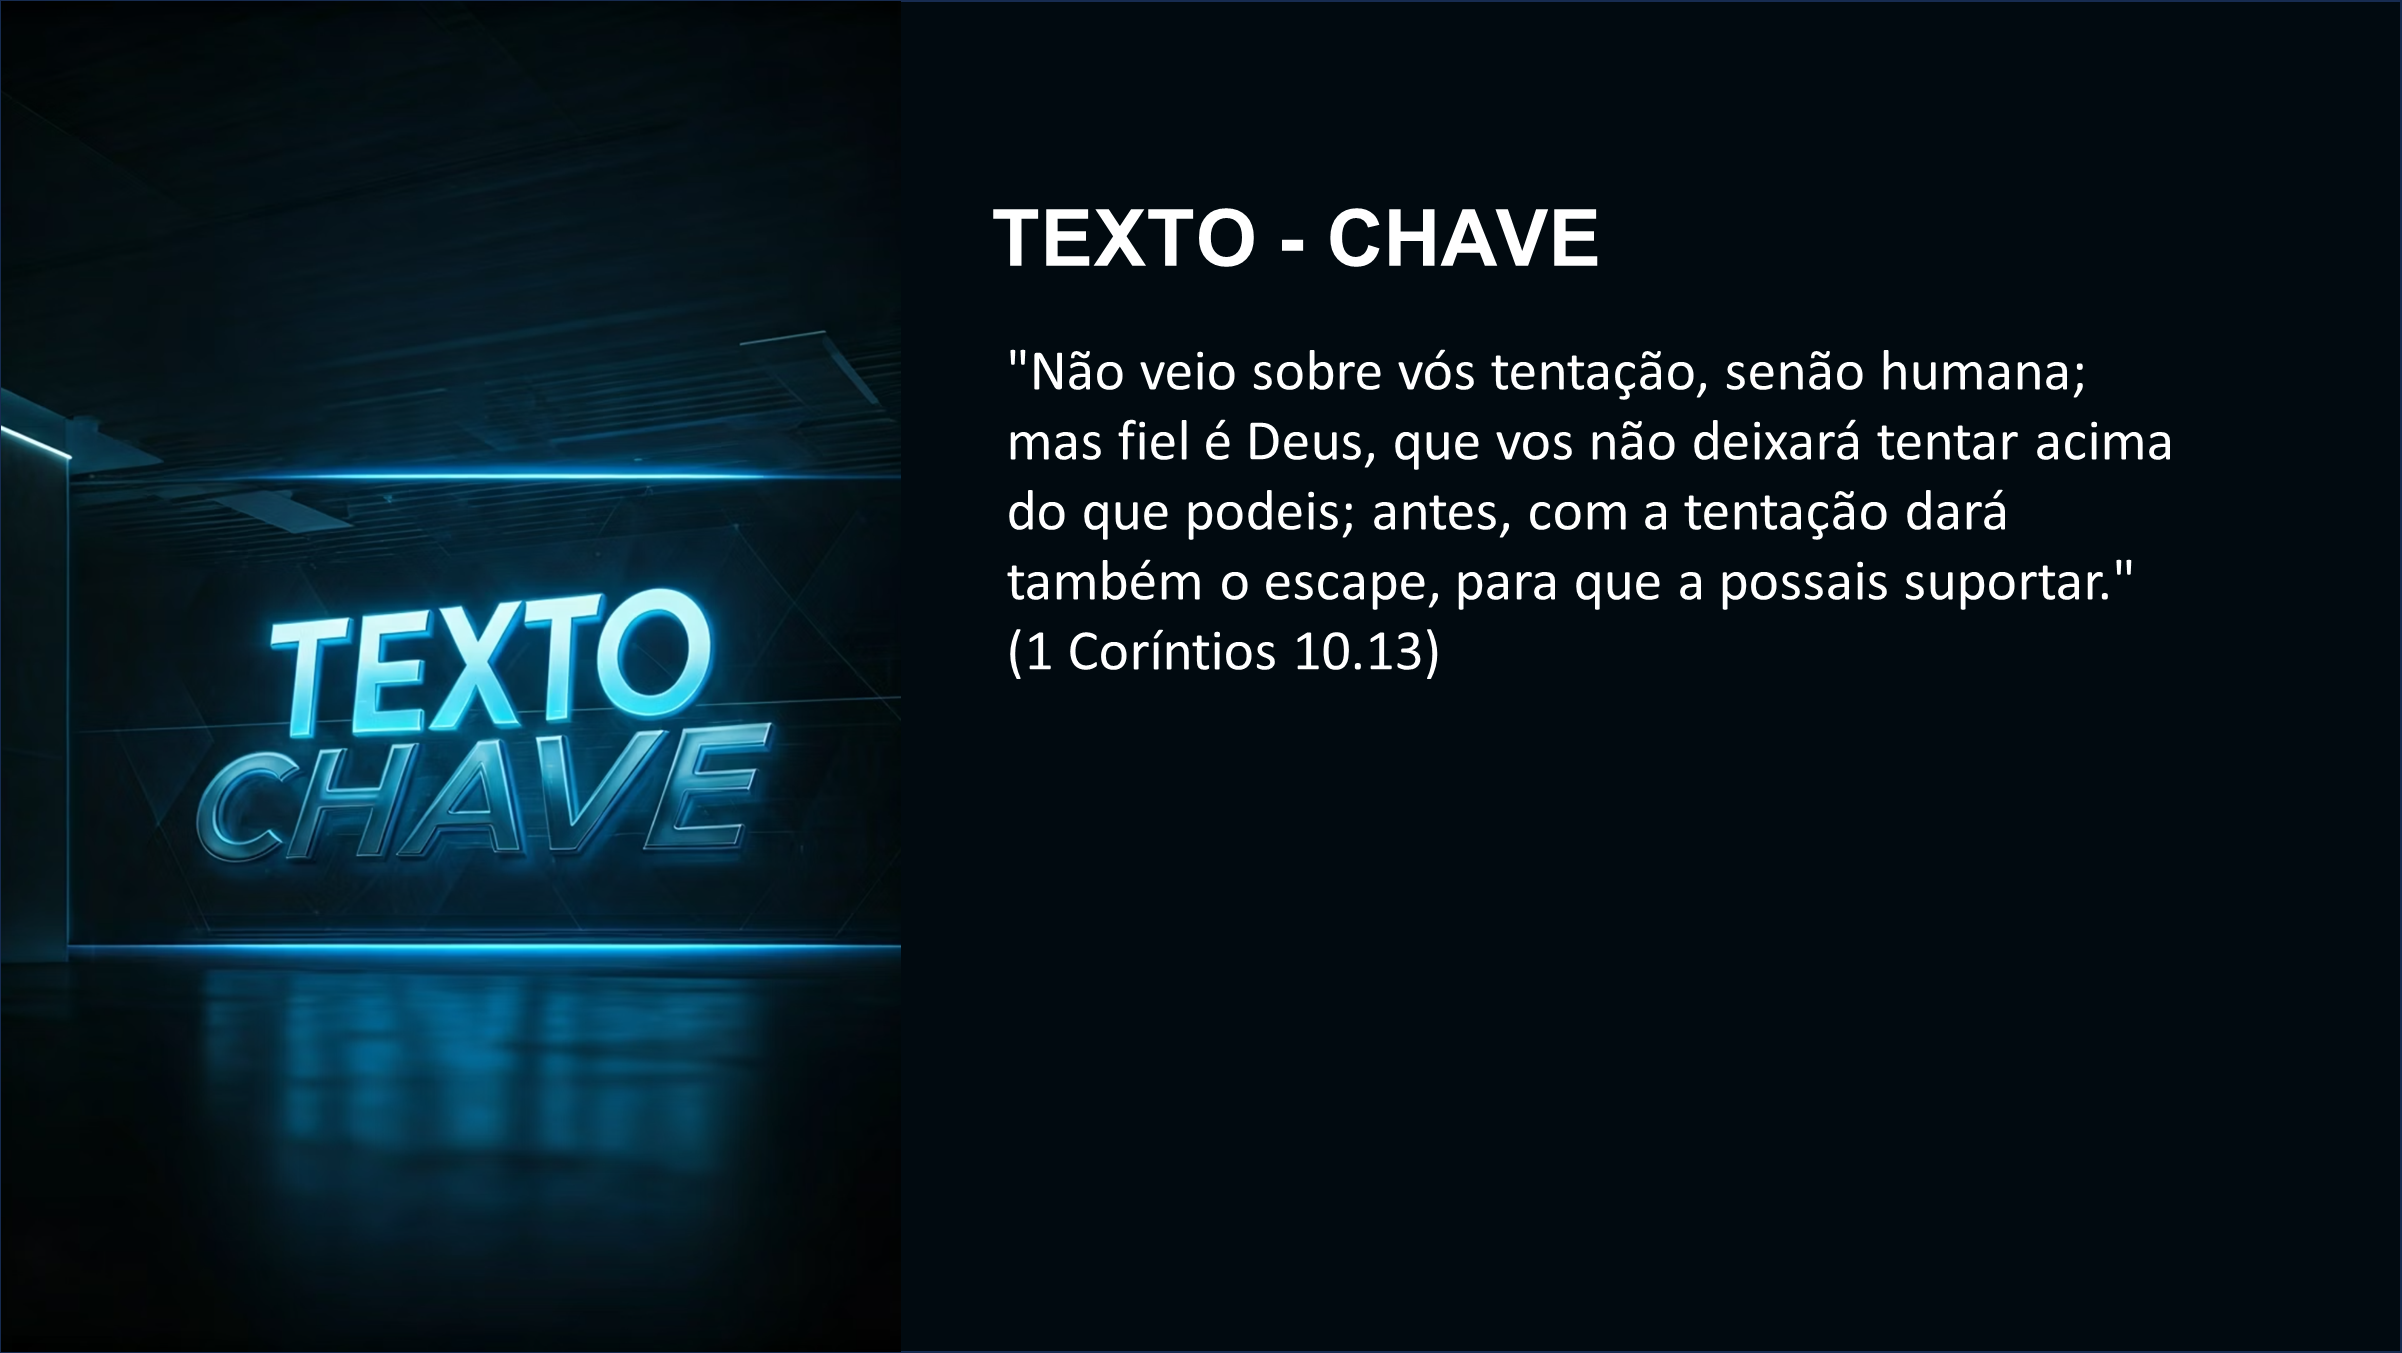 TEXTO
CHAVE
TEXTO - CHAVE
"Não veio sobre vós tentação, senão humana;
mas fiel é Deus, que vos não deixará tentar acima
do que podeis; antes, com a tentação dará
também o escape, para que a possais suportar."
(1 Coríntios 10.13)